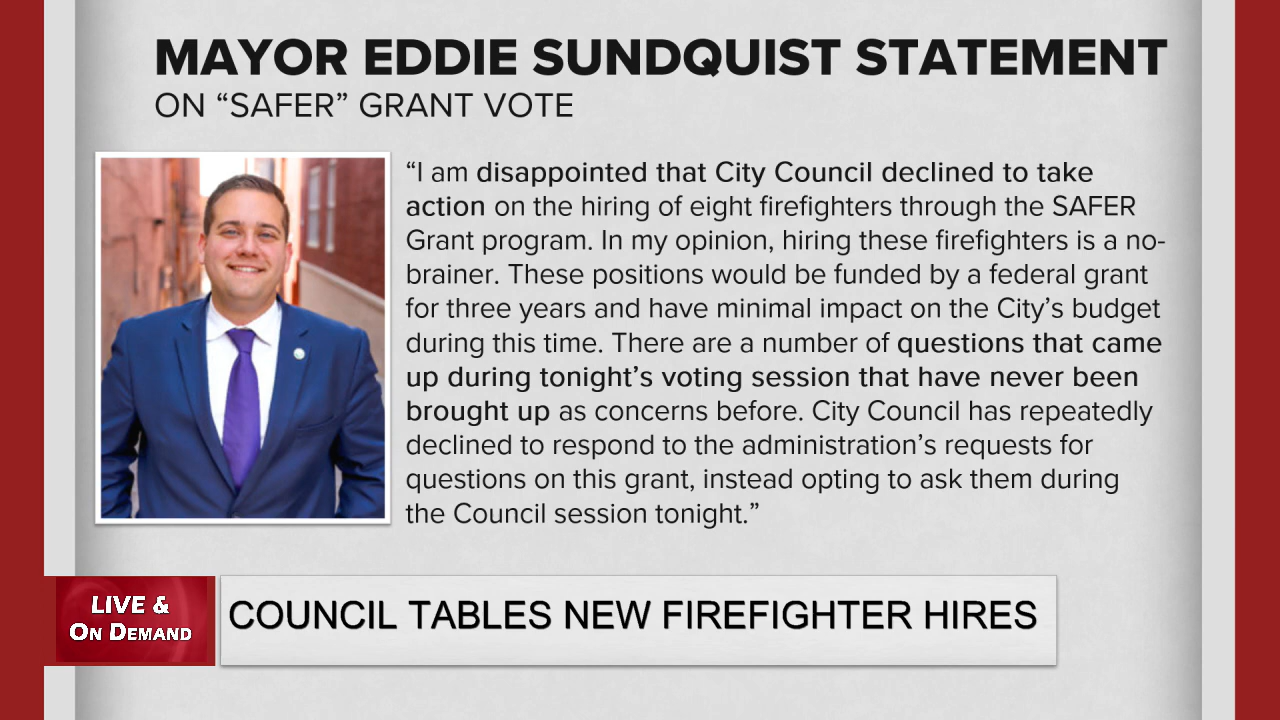 MAYOR EDDIE SUNDQUIST STATEMENT
ON “SAFER” GRANT VOTE
“I am disappointed that City Council declined to take
action on the hiring of eight firefighters through the SAFER
Grant program. In my opinion, hiring these firefighters is a no-
brainer. These positions would be funded by a federal grant
for three years and have minimal impact on the City’s budget
during this time. There are a number of questions that came
up during tonight’s voting session that have never been
brought up as concerns before. City Council has repeatedly
declined to respond to the administration’s requests for
questions on this grant, instead opting to ask them during
the Council session tonight.”
LIVE &
ON DEMAND
COUNCIL TABLES NEW FIREFIGHTER HIRES